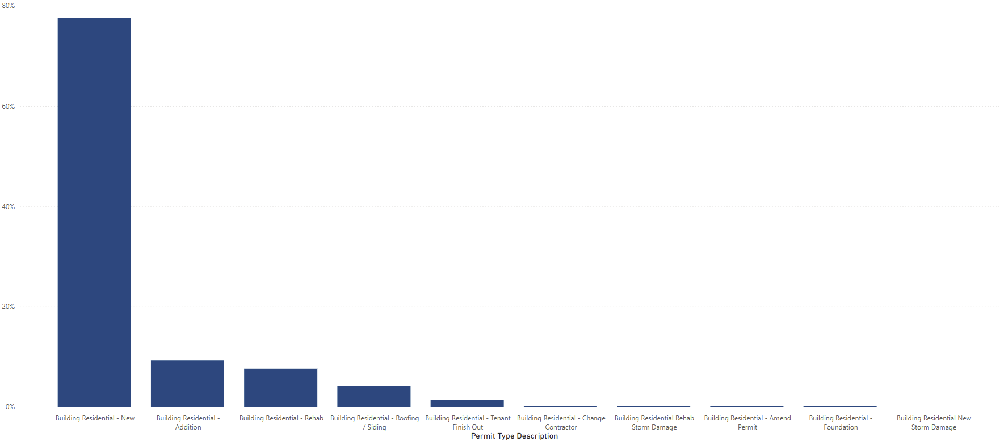 80%
60%
40%
20%
0%
Building Residential - New
Building Residential -
Addition
Building Residential - Rehab
Building Residential - Roofing
/ Siding
Building Residential - Tenant
Finish Out
Building Residential - Change
Contractor
Building Residential Rehab
Storm Damage
Building Residential - Amend
Permit
Building Residential -
Foundation
Building Residential New
Storm Damage
Permit Type Description